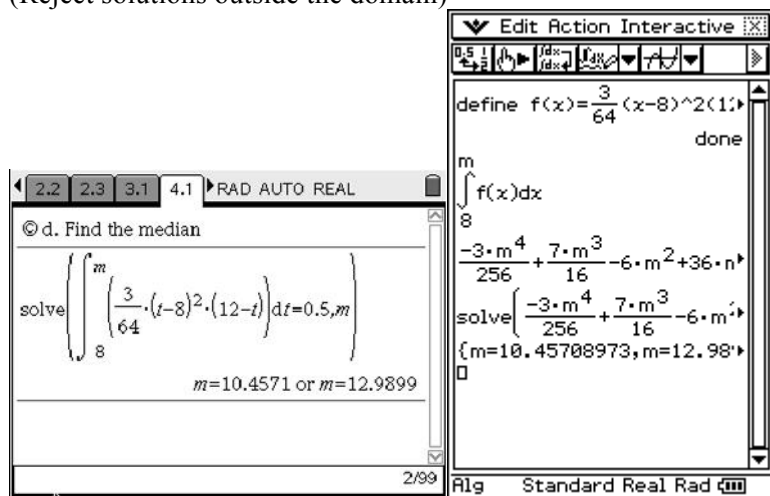 (Reject solutions outside the domain)
2.2 2.3 3.1 4.1 RAD AUTO REAL
© d. Find the median
solve(∫₈ᵐ(3/64·(t−8)²·(12−t))dt=0.5,m)
m=10.4571 or m=12.9899
2/99
Edit Action Interactive
define f(x)=3/64(x-8)^2(12
done
∫₈ᵐf(x)dx
-3·m⁴/256+7·m³/16-6·m²+36·
solve(-3·m⁴/256+7·m³/16-6·m
{m=10.45708973,m=12.98
Alg Standard Real Rad